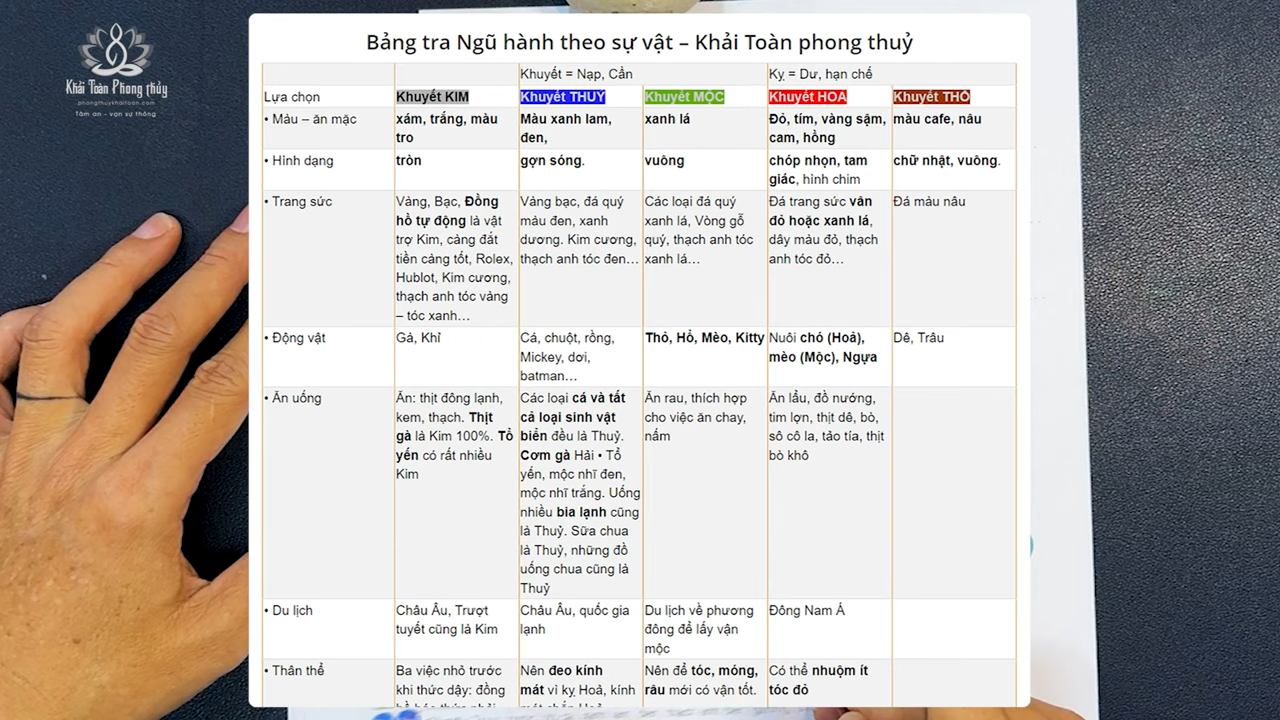 Khải Toàn Phong thủy
phongthuykhaitoan.com
Tâm an - vạn sự thông
Bảng tra Ngũ hành theo sự vật – Khải Toàn phong thuỷ
Khuyết = Nạp, Cần
Kỵ = Dư, hạn chế
Lựa chọn
Khuyết KIM
Khuyết THUỶ
Khuyết MỘC
Khuyết HOẢ
Khuyết THỔ
• Màu – ăn mặc
xám, trắng, màu
tro
Màu xanh lam,
đen,
xanh lá
Đỏ, tím, vàng sậm,
cam, hồng
màu cafe, nâu
• Hình dạng
tròn
gợn sóng.
vuông
chóp nhọn, tam
giác, hình chim
chữ nhật, vuông.
• Trang sức
Vàng, Bạc, Đồng
hồ tự động là vật
trợ Kim, càng đắt
tiền càng tốt, Rolex,
Hublot, Kim cương,
thạch anh tóc vàng
– tóc xanh…
Vàng bạc, đá quý
màu đen, xanh
dương. Kim cương,
thạch anh tóc đen…
Các loại đá quý
xanh lá, Vòng gỗ
quý, thạch anh tóc
xanh lá…
Đá trang sức vân
đỏ hoặc xanh lá,
dây màu đỏ, thạch
anh tóc đỏ…
Đá màu nâu
• Động vật
Gà, Khỉ
Cá, chuột, rồng,
Mickey, dơi,
batman…
Thỏ, Hổ, Mèo, Kitty
Nuôi chó (Hoả),
mèo (Mộc), Ngựa
Dê, Trâu
• Ăn uống
Ăn: thịt đông lạnh,
kem, thạch. Thịt
gà là Kim 100%. Tổ
yến có rất nhiều
Kim
Các loại cá và tất
cả loại sinh vật
biển đều là Thuỷ.
Cơm gà Hải • Tổ
yến, mộc nhĩ đen,
mộc nhĩ trắng. Uống
nhiều bia lạnh cũng
là Thuỷ. Sữa chua
là Thuỷ, những đồ
uống chua cũng là
Thuỷ
Ăn rau, thích hợp
cho việc ăn chay,
nấm
Ăn lẩu, đồ nướng,
tim lợn, thịt dê, bò,
sô cô la, tảo tía, thịt
bò khô
• Du lịch
Châu Âu, Trượt
tuyết cũng là Kim
Châu Âu, quốc gia
lạnh
Du lịch về phương
đông để lấy vận
mộc
Đông Nam Á
• Thân thể
Ba việc nhỏ trước
khi thức dậy: đồng
Nên đeo kính
mát vì kỵ Hoả, kính
Nên để tóc, móng,
râu mới có vận tốt.
Có thể nhuộm ít
tóc đỏ